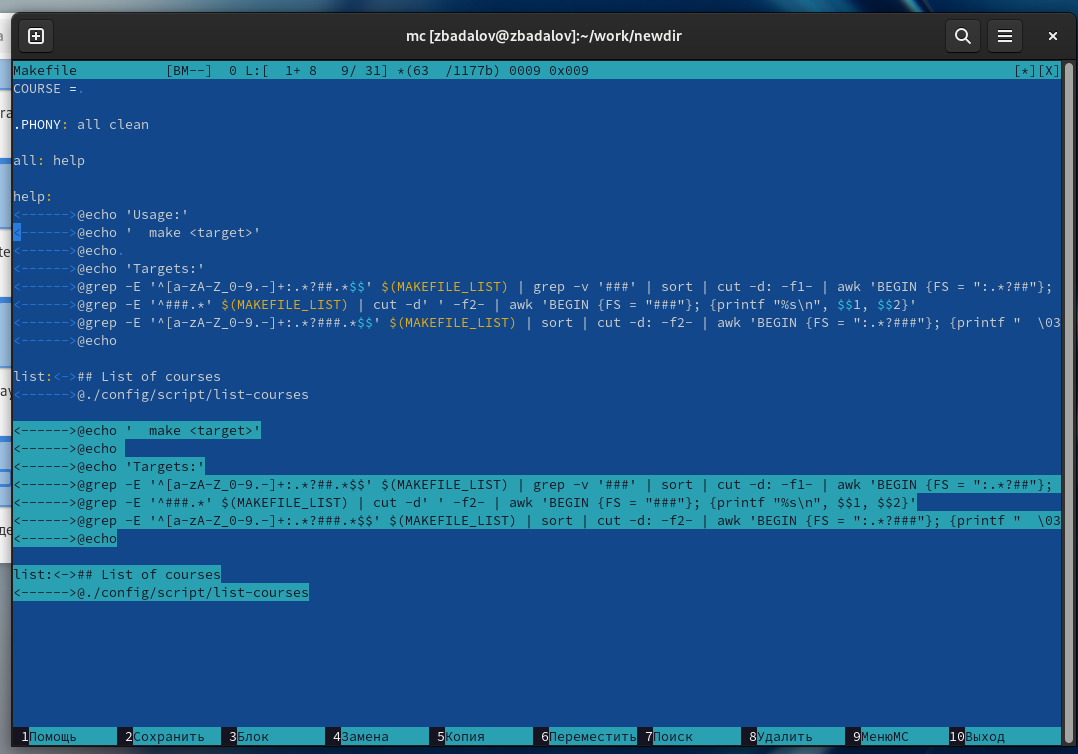 mc [zbadalov@zbadalov]:~/work/newdir
Makefile [BM--] 0 L:[ 1+ 8 9/ 31] *(63 /1177b) 0009 0x009 [*][X]
COURSE =.
.PHONY: all clean
all: help
help:
<------>@echo 'Usage:'
<------>@echo '  make <target>'
<------>@echo.
<------>@echo 'Targets:'
<------>@grep -E '^[a-zA-Z_0-9.-]+:.*?##.*$$' $(MAKEFILE_LIST) | grep -v '###' | sort | cut -d: -f1- | awk 'BEGIN {FS = ":.*?##"};
<------>@grep -E '^###.*' $(MAKEFILE_LIST) | cut -d' ' -f2- | awk 'BEGIN {FS = "###"}; {printf "%s\n", $$1, $$2}'
<------>@grep -E '^[a-zA-Z_0-9.-]+:.*?###.*$$' $(MAKEFILE_LIST) | sort | cut -d: -f2- | awk 'BEGIN {FS = ":.*?###"}; {printf "  \03
<------>@echo
list:<->## List of courses
<------>@./config/script/list-courses
<------>@echo '  make <target>'
<------>@echo
<------>@echo 'Targets:'
<------>@grep -E '^[a-zA-Z_0-9.-]+:.*?##.*$$' $(MAKEFILE_LIST) | grep -v '###' | sort | cut -d: -f1- | awk 'BEGIN {FS = ":.*?##"};
<------>@grep -E '^###.*' $(MAKEFILE_LIST) | cut -d' ' -f2- | awk 'BEGIN {FS = "###"}; {printf "%s\n", $$1, $$2}'
<------>@grep -E '^[a-zA-Z_0-9.-]+:.*?###.*$$' $(MAKEFILE_LIST) | sort | cut -d: -f2- | awk 'BEGIN {FS = ":.*?###"}; {printf "  \03
<------>@echo
list:<->## List of courses
<------>@./config/script/list-courses
1Помощь 2Сохранить 3Блок 4Замена 5Копия 6Переместить 7Поиск 8Удалить 9МенюMC 10Выход